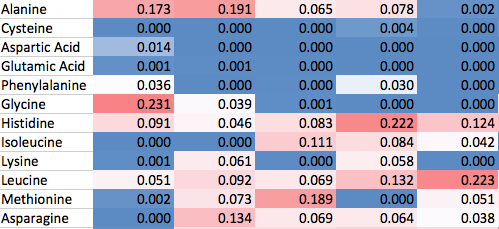 Alanine 0.173 0.191 0.065 0.078 0.002
Cysteine 0.000 0.000 0.000 0.004 0.000
Aspartic Acid 0.014 0.000 0.000 0.000 0.000
Glutamic Acid 0.001 0.001 0.000 0.000 0.000
Phenylalanine 0.036 0.000 0.000 0.030 0.000
Glycine 0.231 0.039 0.001 0.000 0.000
Histidine 0.091 0.046 0.083 0.222 0.124
Isoleucine 0.000 0.000 0.111 0.084 0.042
Lysine 0.001 0.061 0.000 0.058 0.000
Leucine 0.051 0.092 0.069 0.132 0.223
Methionine 0.002 0.073 0.189 0.000 0.051
Asparagine 0.000 0.134 0.069 0.064 0.038